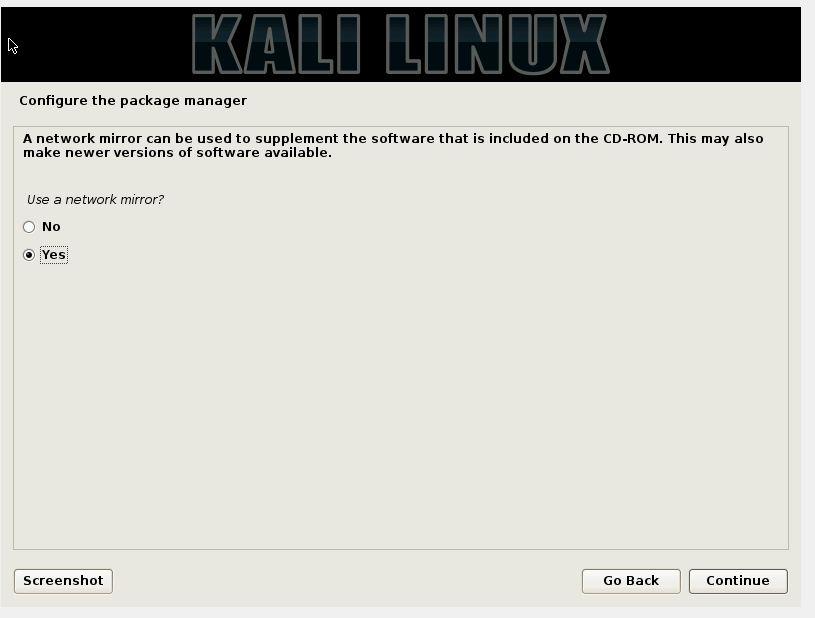 KALI LINUX
Configure the package manager
A network mirror can be used to supplement the software that is included on the CD-ROM. This may also
make newer versions of software available.
Use a network mirror?
No
Yes
Screenshot
Go Back
Continue